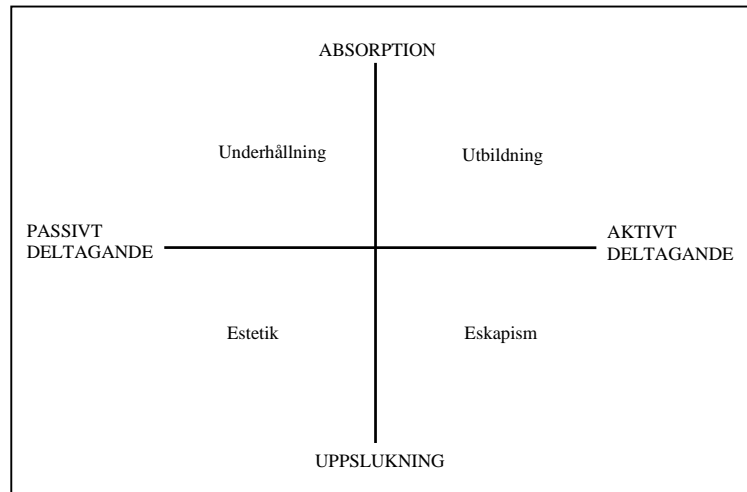 ABSORPTION
Underhållning
Utbildning
PASSIVT
DELTAGANDE
AKTIVT
DELTAGANDE
Estetik
Eskapism
UPPSLUKNING